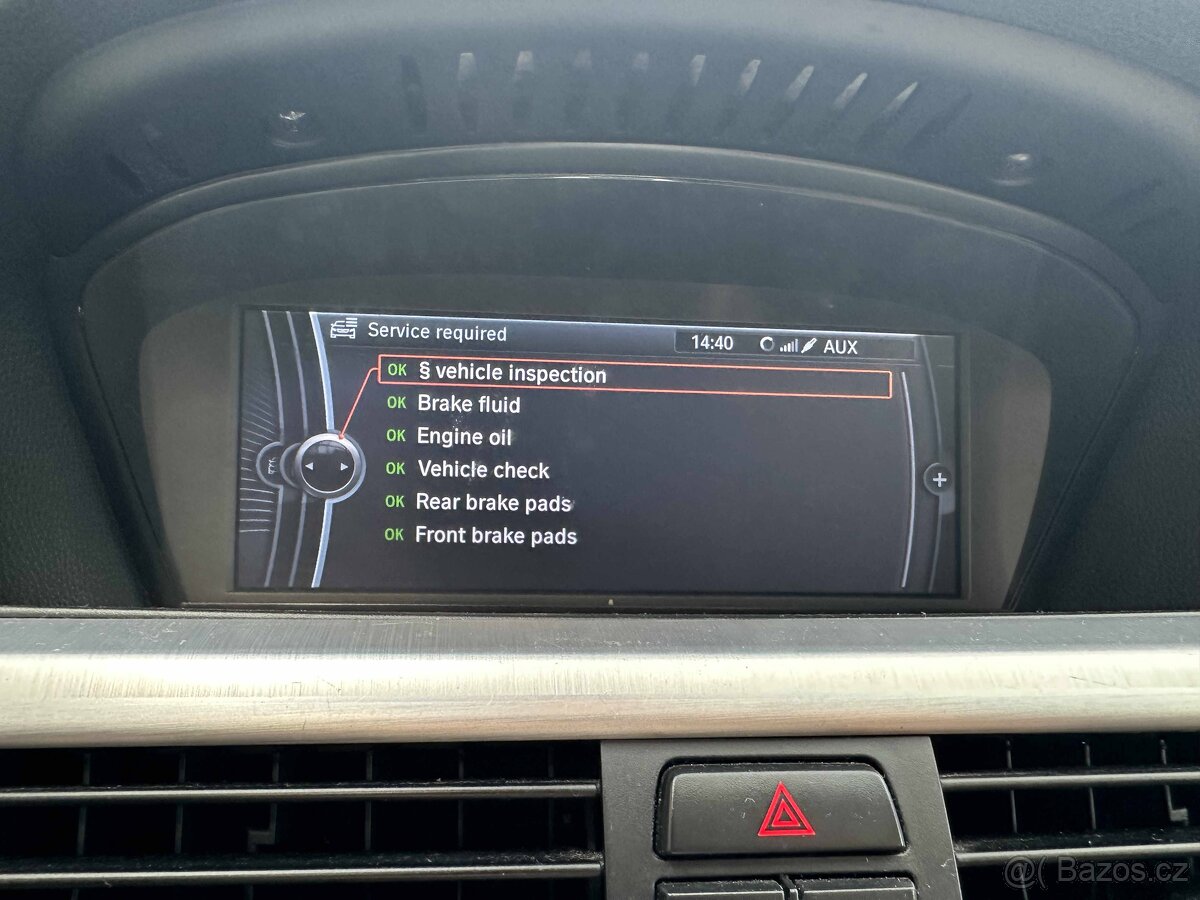 Service required
14:40 AUX
OK § vehicle inspection
OK Brake fluid
OK Engine oil
OK Vehicle check
OK Rear brake pads
OK Front brake pads
Bazos.cz